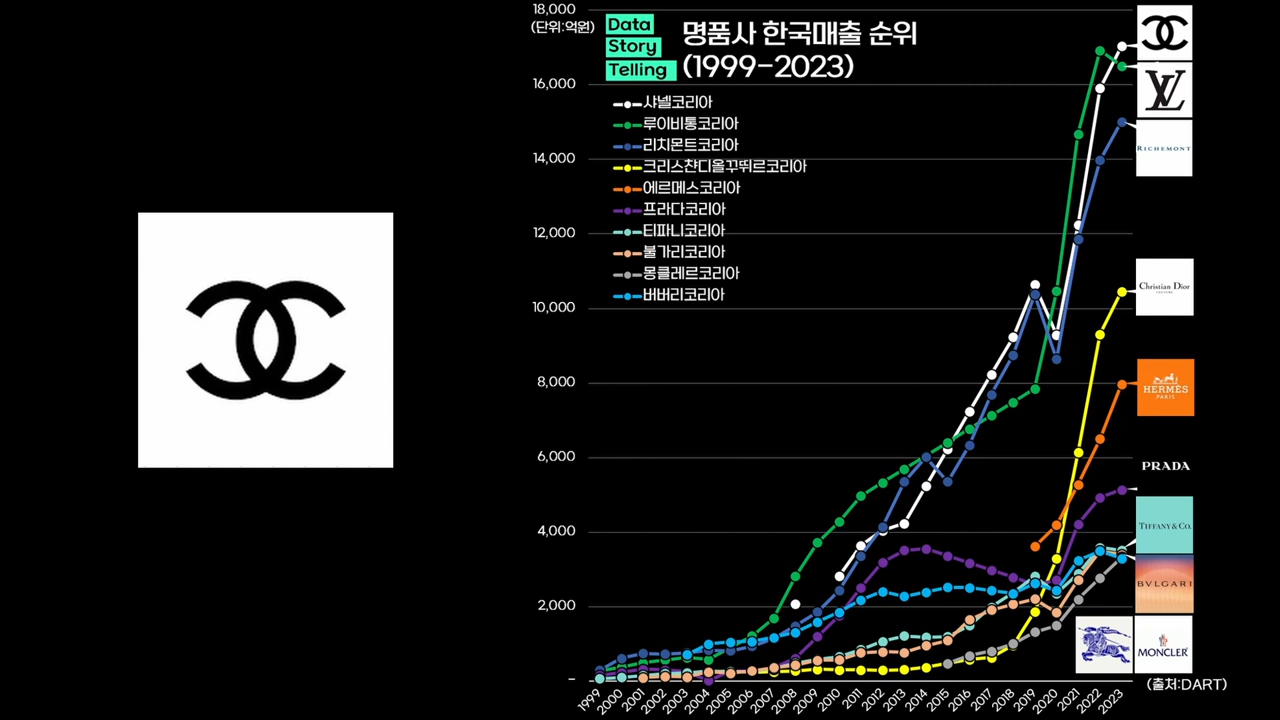 18,000
(단위:억원)
Data
Story
Telling
명품사 한국매출 순위
(1999-2023)
16,000
14,000
12,000
10,000
8,000
6,000
4,000
2,000
–
샤넬코리아
루이비통코리아
리치몬트코리아
크리스챤디올꾸뛰르코리아
에르메스코리아
프라다코리아
티파니코리아
불가리코리아
몽클레르코리아
버버리코리아
LV
RICHEMONT
Christian Dior
COUTURE
HERMÈS
PARIS
PRADA
TIFFANY & CO.
BVLGARI
MONCLER
1999 2000 2001 2002 2003 2004 2005 2006 2007 2008 2009 2010 2011 2012 2013 2014 2015 2016 2017 2018 2019 2020 2021 2022 2023
(출처:DART)